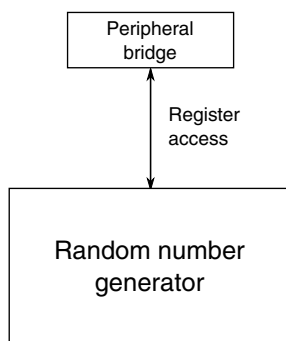 Peripheral
bridge
Register
access
Random number
generator